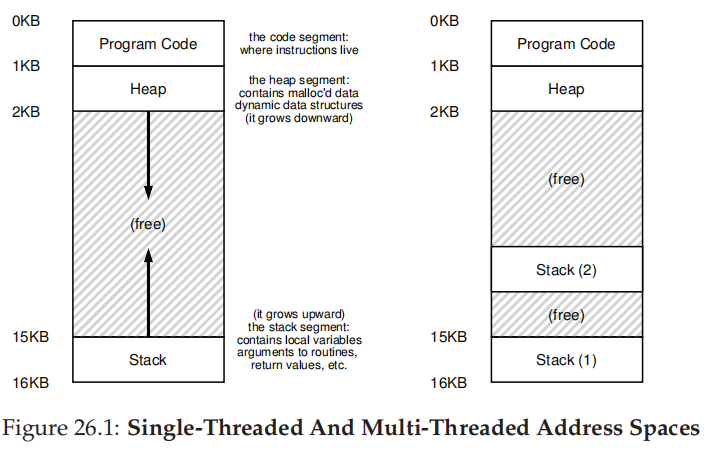 0KB
Program Code
the code segment:
where instructions live
1KB
Heap
the heap segment:
contains malloc'd data
dynamic data structures
(it grows downward)
2KB
(free)
(it grows upward)
the stack segment:
contains local variables
arguments to routines,
return values, etc.
15KB
Stack
16KB
0KB
Program Code
1KB
Heap
2KB
(free)
Stack (2)
(free)
15KB
Stack (1)
16KB
Figure 26.1: Single-Threaded And Multi-Threaded Address Spaces